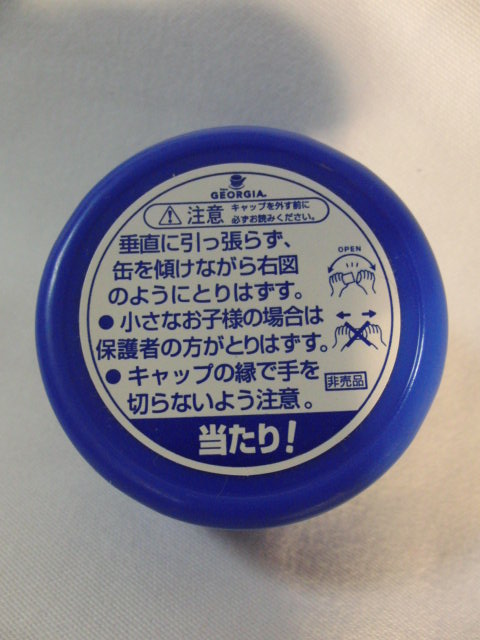 GEORGIA
注意 キャップを外す前に
必ずお読みください。
垂直に引っ張らず、
缶を傾けながら右図
のようにとりはずす。
OPEN
● 小さなお子様の場合は
保護者の方がとりはずす。
● キャップの縁で手を
切らないよう注意。
非売品
当たり!